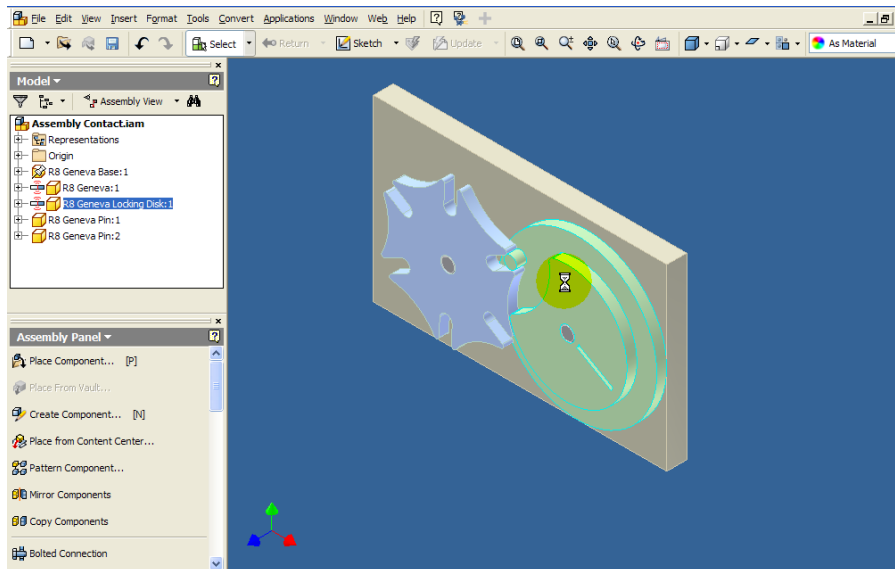 File Edit View Insert Format Tools Convert Applications Window Web Help
Select Return Sketch Update As Material
Model
Assembly View
Assembly Contact.iam
Representations
Origin
R8 Geneva Base:1
R8 Geneva:1
R8 Geneva Locking Disk:1
R8 Geneva Pin:1
R8 Geneva Pin:2
Assembly Panel
Place Component... [P]
Place From Vault...
Create Component... [N]
Place from Content Center...
Pattern Component...
Mirror Components
Copy Components
Bolted Connection